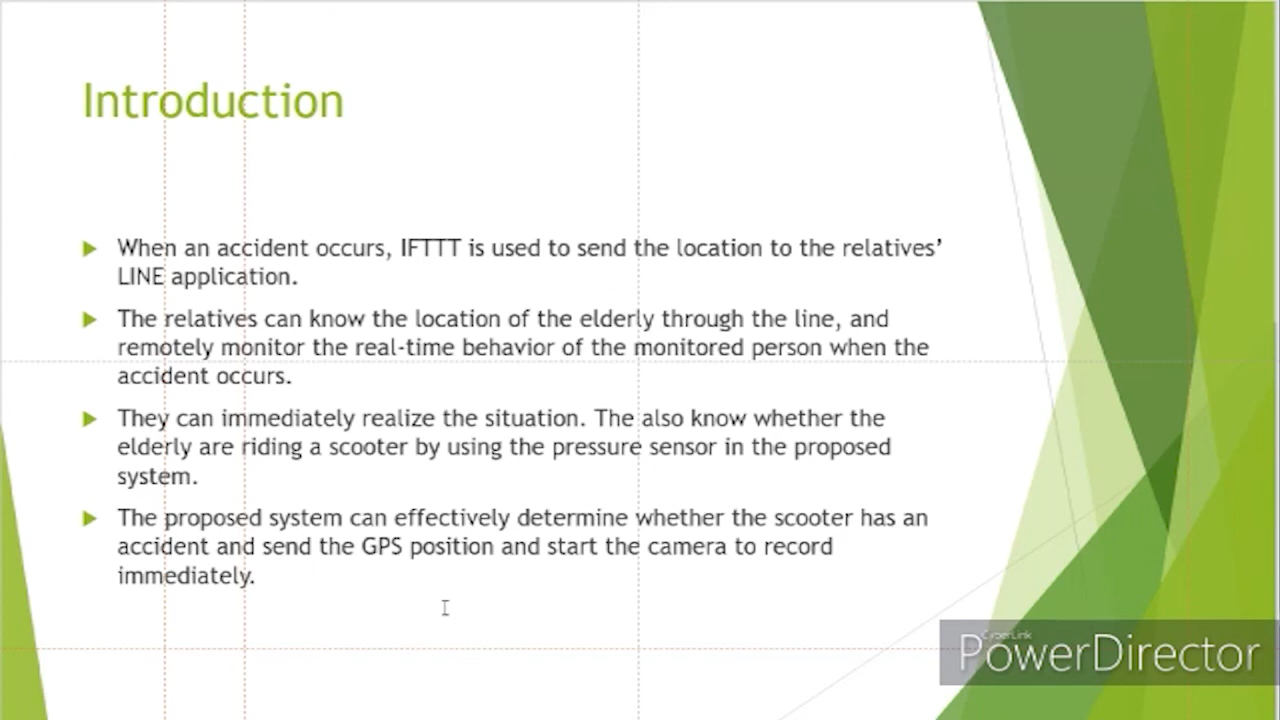 Introduction
When an accident occurs, IFTTT is used to send the location to the relatives’
LINE application.
The relatives can know the location of the elderly through the line, and
remotely monitor the real-time behavior of the monitored person when the
accident occurs.
They can immediately realize the situation. The also know whether the
elderly are riding a scooter by using the pressure sensor in the proposed
system.
The proposed system can effectively determine whether the scooter has an
accident and send the GPS position and start the camera to record
immediately.
CyberLink
PowerDirector